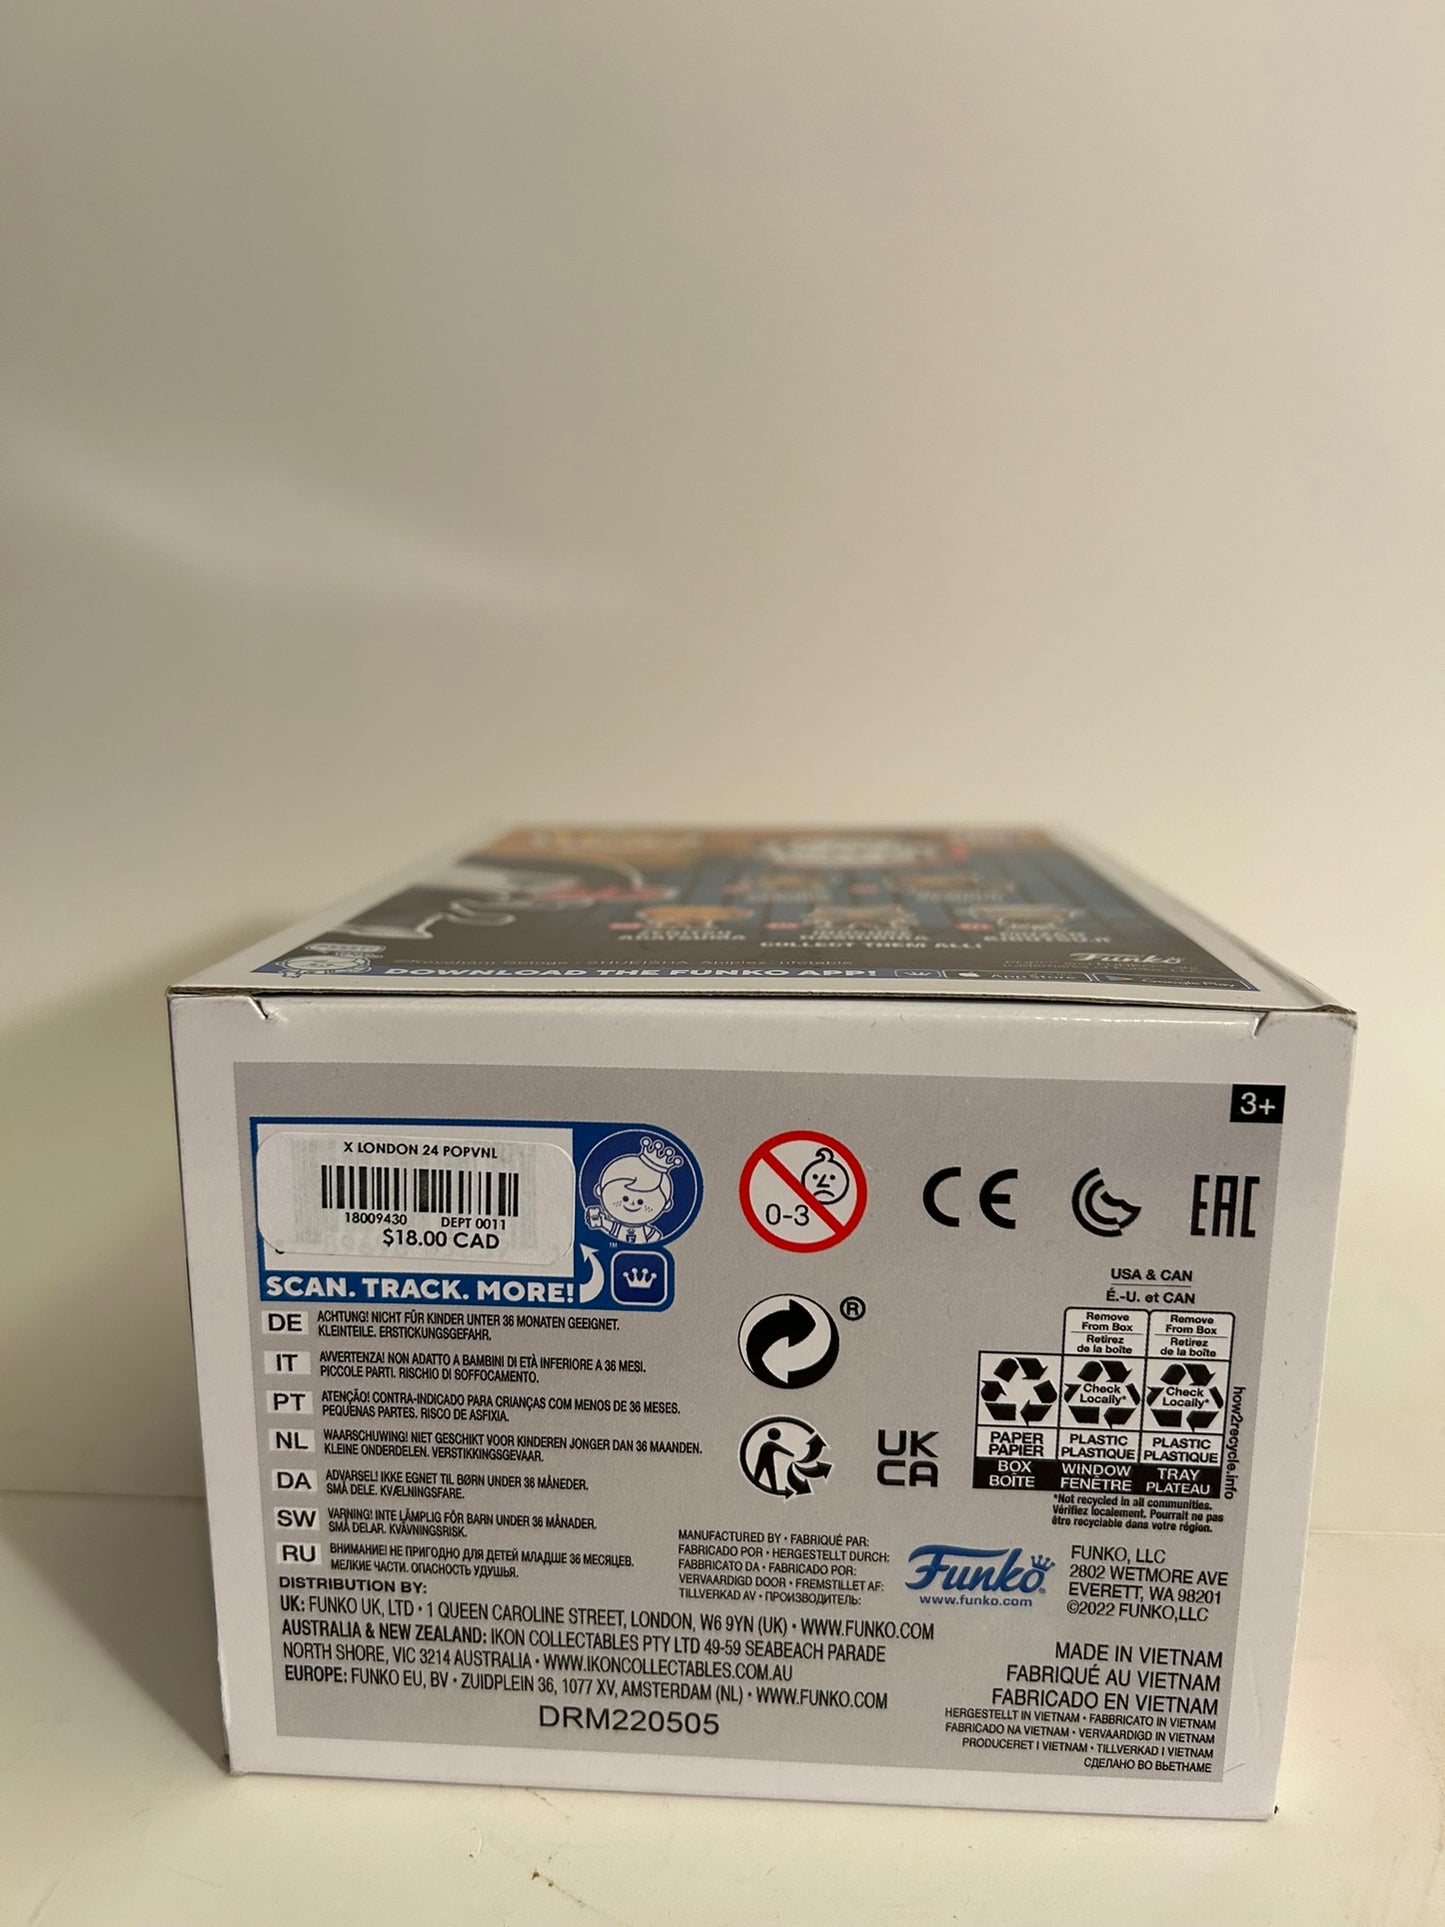 COLLECT THEM ALL!
Funko
DOWNLOAD THE FUNKO APP!
3+
X LONDON 24 POPVNL
18009430 DEPT 0011
$18.00 CAD
SCAN. TRACK. MORE!
0-3
CE
EAC
®
UK
CA
DE ACHTUNG! NICHT FÜR KINDER UNTER 36 MONATEN GEEIGNET.
KLEINTEILE. ERSTICKUNGSGEFAHR.
IT AVVERTENZA! NON ADATTO A BAMBINI DI ETÀ INFERIORE A 36 MESI.
PICCOLE PARTI. RISCHIO DI SOFFOCAMENTO.
PT ATENÇÃO! CONTRA-INDICADO PARA CRIANÇAS COM MENOS DE 36 MESES.
PEQUENAS PARTES. RISCO DE ASFIXIA.
NL WAARSCHUWING! NIET GESCHIKT VOOR KINDEREN JONGER DAN 36 MAANDEN.
KLEINE ONDERDELEN. VERSTIKKINGSGEVAAR.
DA ADVARSEL! IKKE EGNET TIL BØRN UNDER 36 MÅNEDER.
SMÅ DELE. KVÆLNINGSFARE.
SW VARNING! INTE LÄMPLIG FÖR BARN UNDER 36 MÅNADER.
SMÅ DELAR. KVÄVNINGSRISK.
RU ВНИМАНИЕ! НЕ ПРИГОДНО ДЛЯ ДЕТЕЙ МЛАДШЕ 36 МЕСЯЦЕВ.
МЕЛКИЕ ЧАСТИ. ОПАСНОСТЬ УДУШЬЯ.
USA & CAN
É.-U. et CAN
Remove
From Box
Retirez
de la boîte
Remove
From Box
Retirez
de la boîte
Check
Locally*
Check
Locally*
PAPER
PAPIER
PLASTIC
PLASTIQUE
PLASTIC
PLASTIQUE
BOX
BOÎTE
WINDOW
FENÊTRE
TRAY
PLATEAU
how2recycle.info
*Not recycled in all communities.
Vérifiez localement. Pourrait ne pas
être recyclable dans votre région.
MANUFACTURED BY • FABRIQUÉ PAR:
FABRICADO POR • HERGESTELLT DURCH:
FABBRICATO DA • FABRICADO POR:
VERVAARDIGD DOOR • FREMSTILLET AF:
TILLVERKAD AV • ПРОИЗВОДИТЕЛЬ:
Funko
www.funko.com
FUNKO, LLC
2802 WETMORE AVE
EVERETT, WA 98201
©2022 FUNKO,LLC
DISTRIBUTION BY:
UK: FUNKO UK, LTD • 1 QUEEN CAROLINE STREET, LONDON, W6 9YN (UK) • WWW.FUNKO.COM
AUSTRALIA & NEW ZEALAND: IKON COLLECTABLES PTY LTD 49-59 SEABEACH PARADE
NORTH SHORE, VIC 3214 AUSTRALIA • WWW.IKONCOLLECTABLES.COM.AU
EUROPE: FUNKO EU, BV • ZUIDPLEIN 36, 1077 XV, AMSTERDAM (NL) • WWW.FUNKO.COM
DRM220505
MADE IN VIETNAM
FABRIQUÉ AU VIETNAM
FABRICADO EN VIETNAM
HERGESTELLT IN VIETNAM • FABBRICATO IN VIETNAM
FABRICADO NA VIETNAM • VERVAARDIGD IN VIETNAM
PRODUCERET I VIETNAM • TILLVERKAD I VIETNAM
СДЕЛАНО ВО ВЬЕТНАМЕ